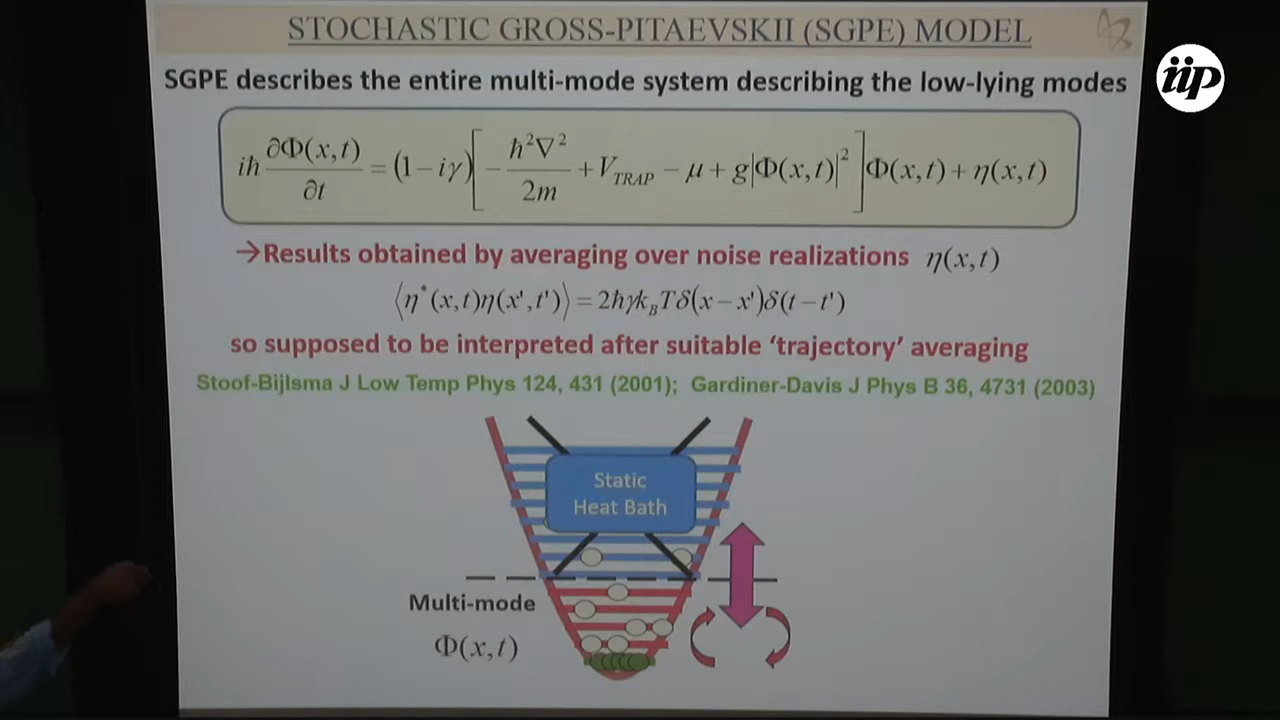 STOCHASTIC GROSS-PITAEVSKII (SGPE) MODEL
iip
SGPE describes the entire multi-mode system describing the low-lying modes
iħ ∂Φ(x,t)/∂t = (1−iγ)[−ħ²∇²/2m + V_TRAP − μ + g|Φ(x,t)|²]Φ(x,t) + η(x,t)
→Results obtained by averaging over noise realizations η(x,t)
⟨η*(x,t)η(x',t')⟩ = 2ħγk_BTδ(x−x')δ(t−t')
so supposed to be interpreted after suitable 'trajectory' averaging
Stoof-Bijlsma J Low Temp Phys 124, 431 (2001); Gardiner-Davis J Phys B 36, 4731 (2003)
Static
Heat Bath
Multi-mode
Φ(x,t)